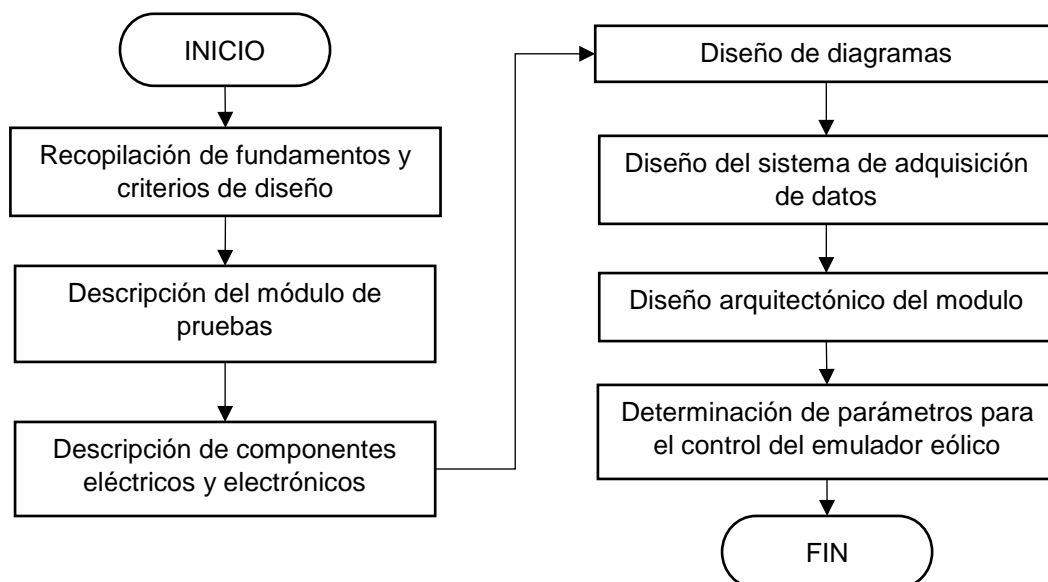 INICIO
Recopilación de fundamentos y
criterios de diseño
Descripción del módulo de
pruebas
Descripción de componentes
eléctricos y electrónicos
Diseño de diagramas
Diseño del sistema de adquisición
de datos
Diseño arquitectónico del modulo
Determinación de parámetros para
el control del emulador eólico
FIN